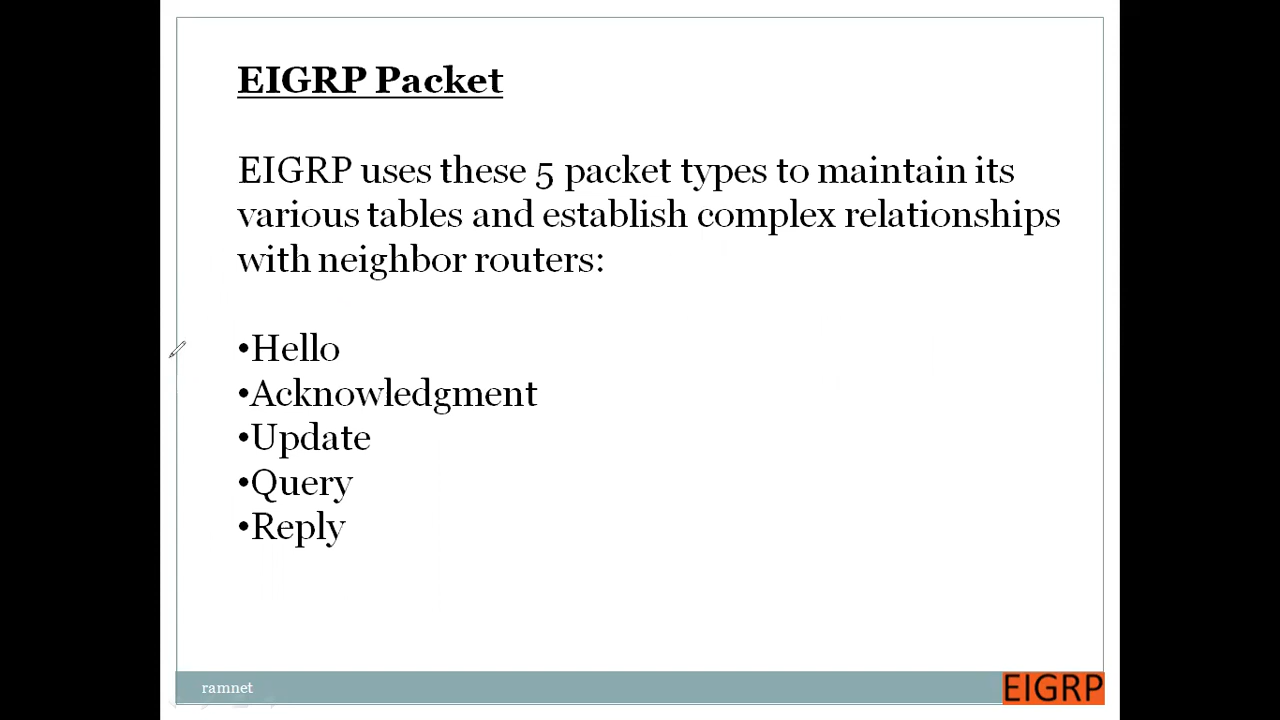 EIGRP Packet
EIGRP uses these 5 packet types to maintain its
various tables and establish complex relationships
with neighbor routers:
•Hello
•Acknowledgment
•Update
•Query
•Reply
ramnet
EIGRP